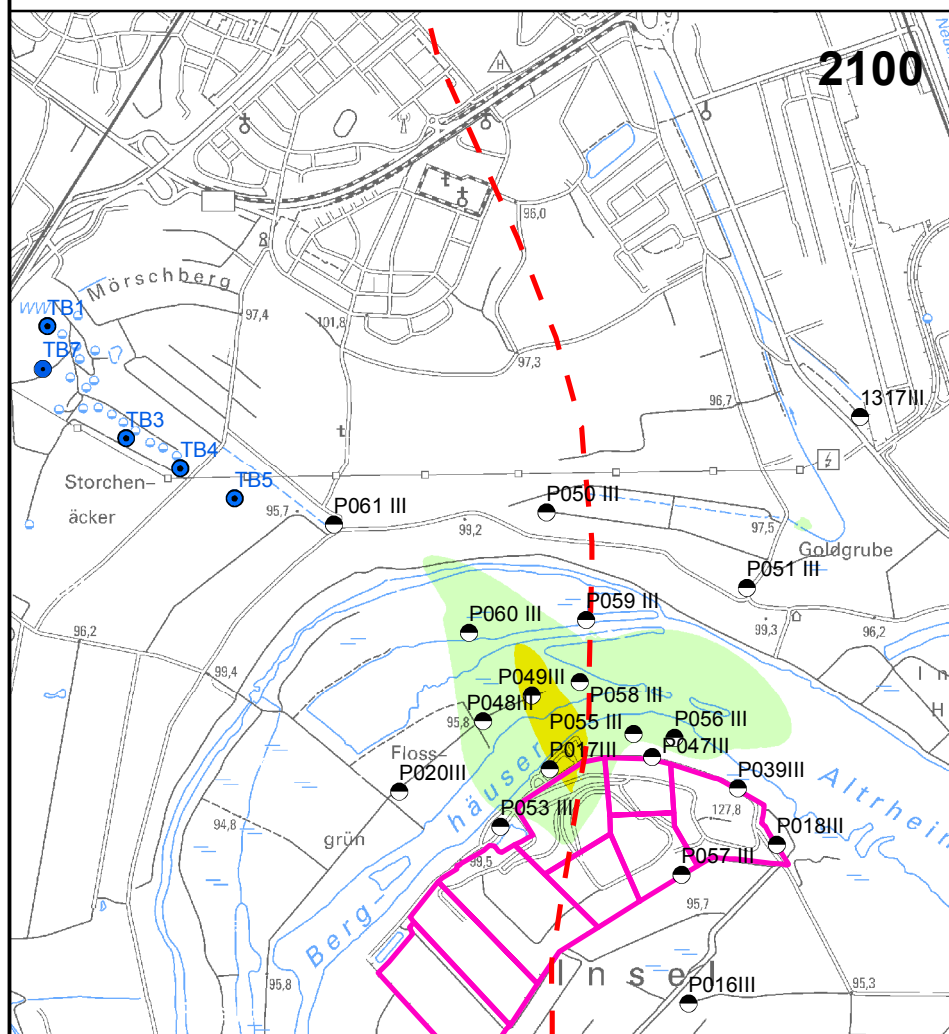 2100
Neue
H
96,0
Mörschberg
WW
TB1
97,4
101,8
TB7
97,3
96,7
1317III
TB3
TB4
Storchen-
äcker
TB5
95,7
P061 III
99,2
P050 III
97,5
Goldgrube
P051 III
P059 III
96,2
P060 III
99,3
96,2
99,4
I n
H
P049III
P058 III
P048III
95,8
P055 III
P056 III
Floss-
grün
P017III
P047III
P020III
P039III
Altrhein
127,8
94,8
P053 III
P018III
99,5
P057 III
Berg-
häuser
95,7
Insel
95,8
P016III
95,3